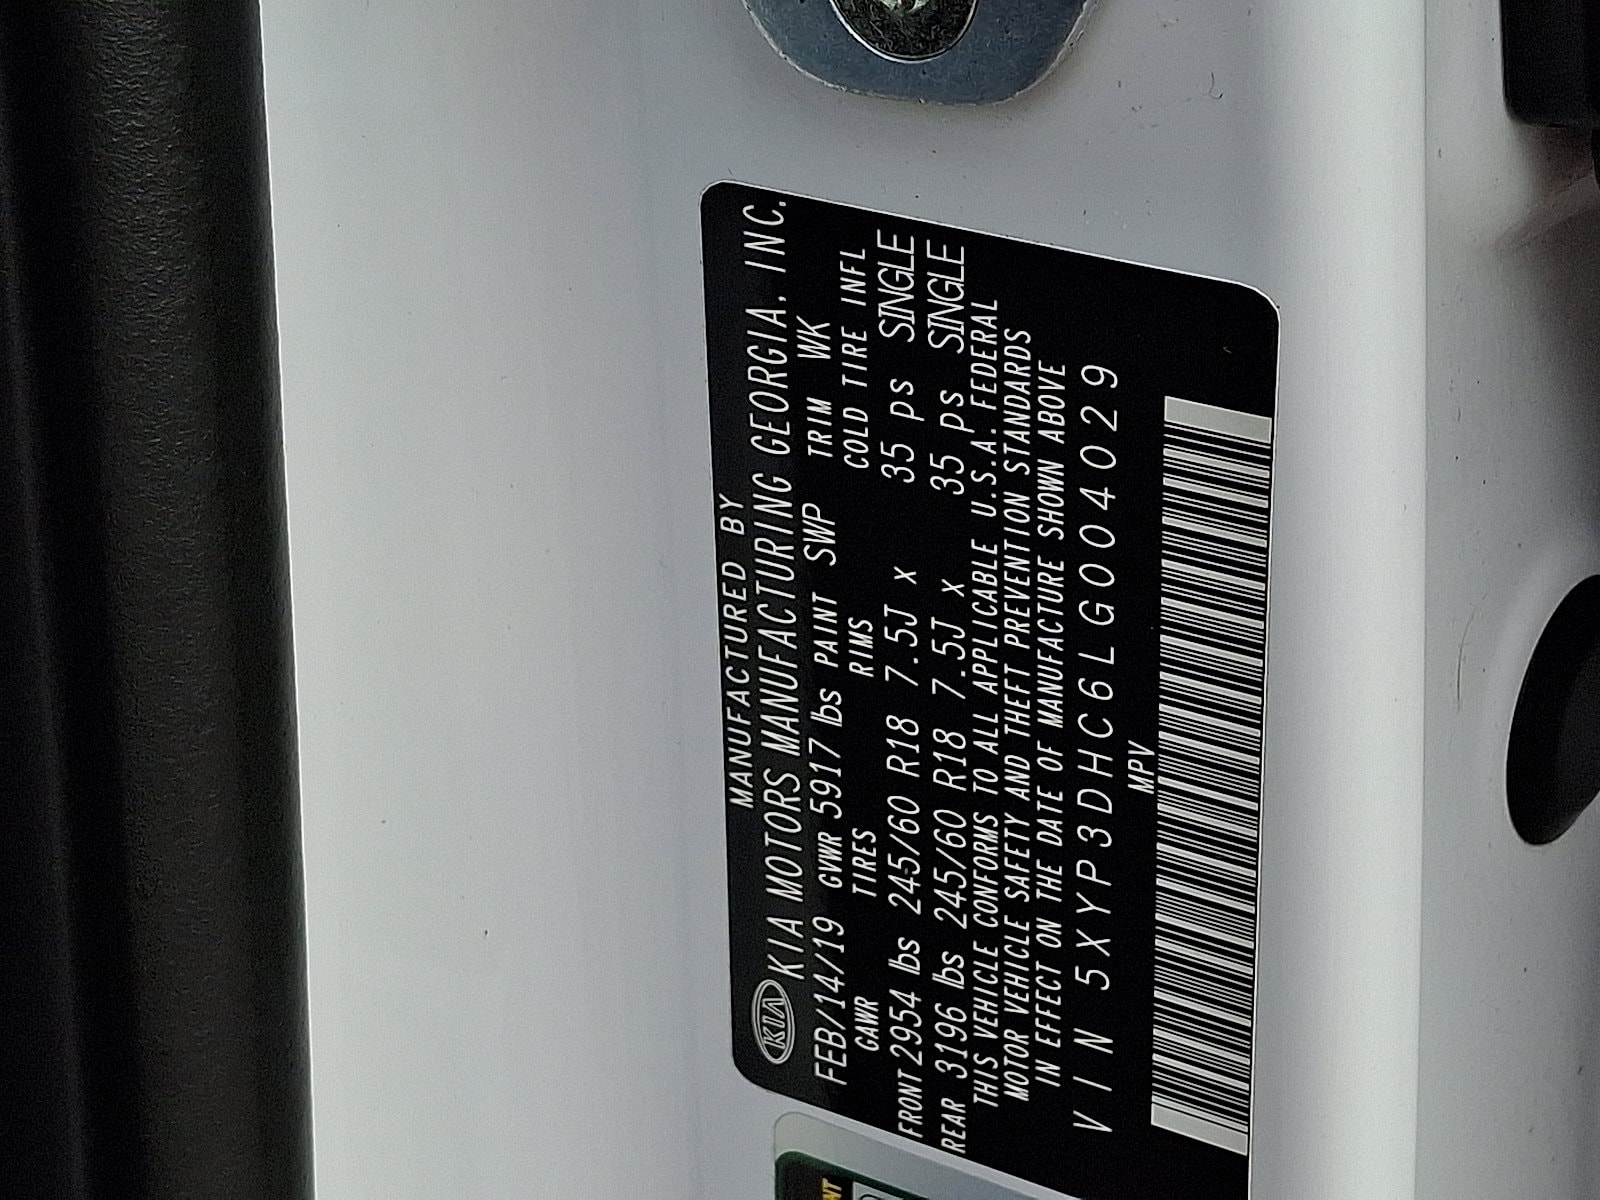 MANUFACTURED BY
KIA KIA MOTORS MANUFACTURING GEORGIA, INC.
FEB/14/19 GVWR 5917 lbs PAINT SWP TRIM WK
GAWR TIRES RIMS COLD TIRE INFL
FRONT 2954 lbs 245/60 R18 7.5J x 35 ps SINGLE
REAR 3196 lbs 245/60 R18 7.5J x 35 ps SINGLE
THIS VEHICLE CONFORMS TO ALL APPLICABLE U.S.A. FEDERAL
MOTOR VEHICLE SAFETY AND THEFT PREVENTION STANDARDS
IN EFFECT ON THE DATE OF MANUFACTURE SHOWN ABOVE
VIN 5XYP3DHC6LG004029
MPV